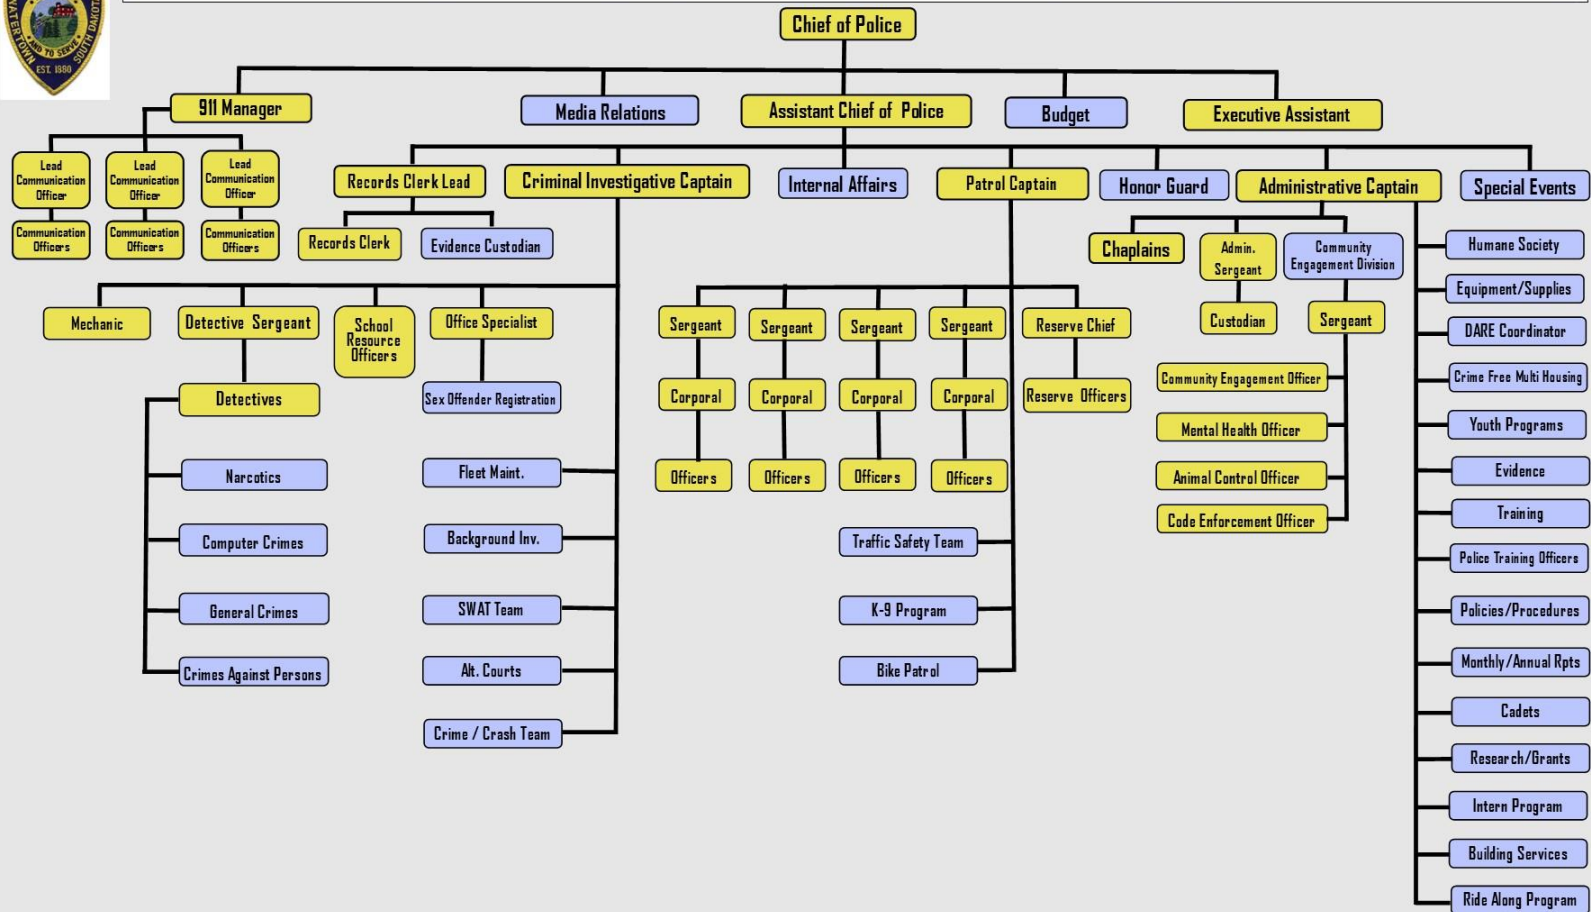 WATERTOWN
SOUTH DAKOTA
AND TO SERVE
EST. 1880
Chief of Police
911 Manager
Media Relations
Assistant Chief of Police
Budget
Executive Assistant
Lead
Communication
Officer
Lead
Communication
Officer
Lead
Communication
Officer
Communication
Officers
Communication
Officers
Communication
Officers
Records Clerk Lead
Criminal Investigative Captain
Internal Affairs
Patrol Captain
Honor Guard
Administrative Captain
Special Events
Records Clerk
Evidence Custodian
Chaplains
Admin.
Sergeant
Community
Engagement Division
Custodian
Sergeant
Mechanic
Detective Sergeant
School
Resource
Officers
Office Specialist
Detectives
Sex Offender Registration
Narcotics
Computer Crimes
General Crimes
Crimes Against Persons
Fleet Maint.
Background Inv.
SWAT Team
Alt. Courts
Crime / Crash Team
Sergeant
Sergeant
Sergeant
Sergeant
Reserve Chief
Corporal
Corporal
Corporal
Corporal
Reserve Officers
Officers
Officers
Officers
Officers
Traffic Safety Team
K-9 Program
Bike Patrol
Community Engagement Officer
Mental Health Officer
Animal Control Officer
Code Enforcement Officer
Humane Society
Equipment/Supplies
DARE Coordinator
Crime Free Multi Housing
Youth Programs
Evidence
Training
Police Training Officers
Policies/Procedures
Monthly/Annual Rpts
Cadets
Research/Grants
Intern Program
Building Services
Ride Along Program